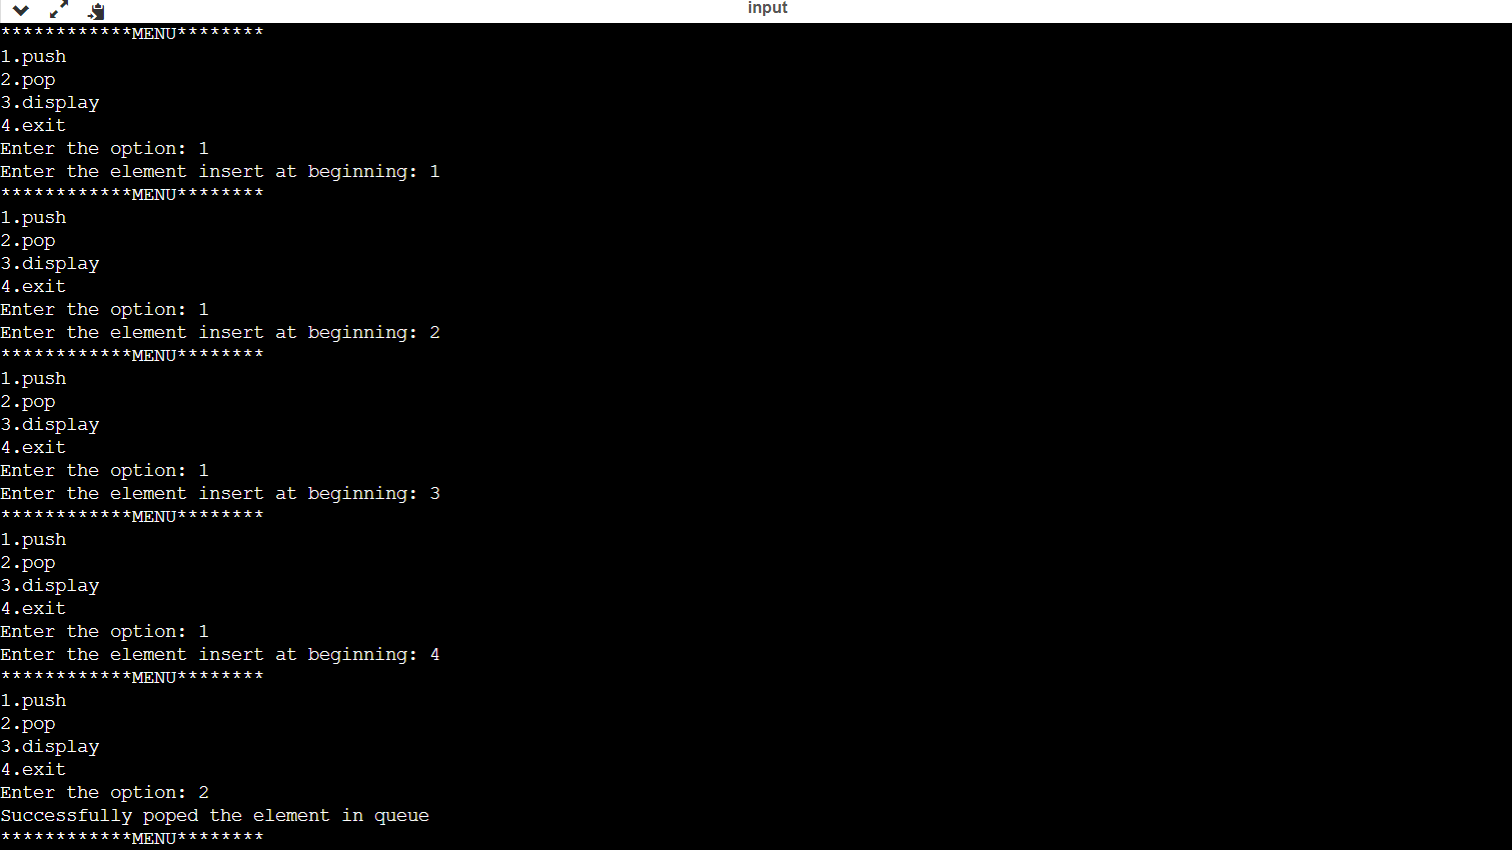 input
************MENU********
1.push
2.pop
3.display
4.exit
Enter the option: 1
Enter the element insert at beginning: 1
************MENU********
1.push
2.pop
3.display
4.exit
Enter the option: 1
Enter the element insert at beginning: 2
************MENU********
1.push
2.pop
3.display
4.exit
Enter the option: 1
Enter the element insert at beginning: 3
************MENU********
1.push
2.pop
3.display
4.exit
Enter the option: 1
Enter the element insert at beginning: 4
************MENU********
1.push
2.pop
3.display
4.exit
Enter the option: 2
Successfully poped the element in queue
************MENU********